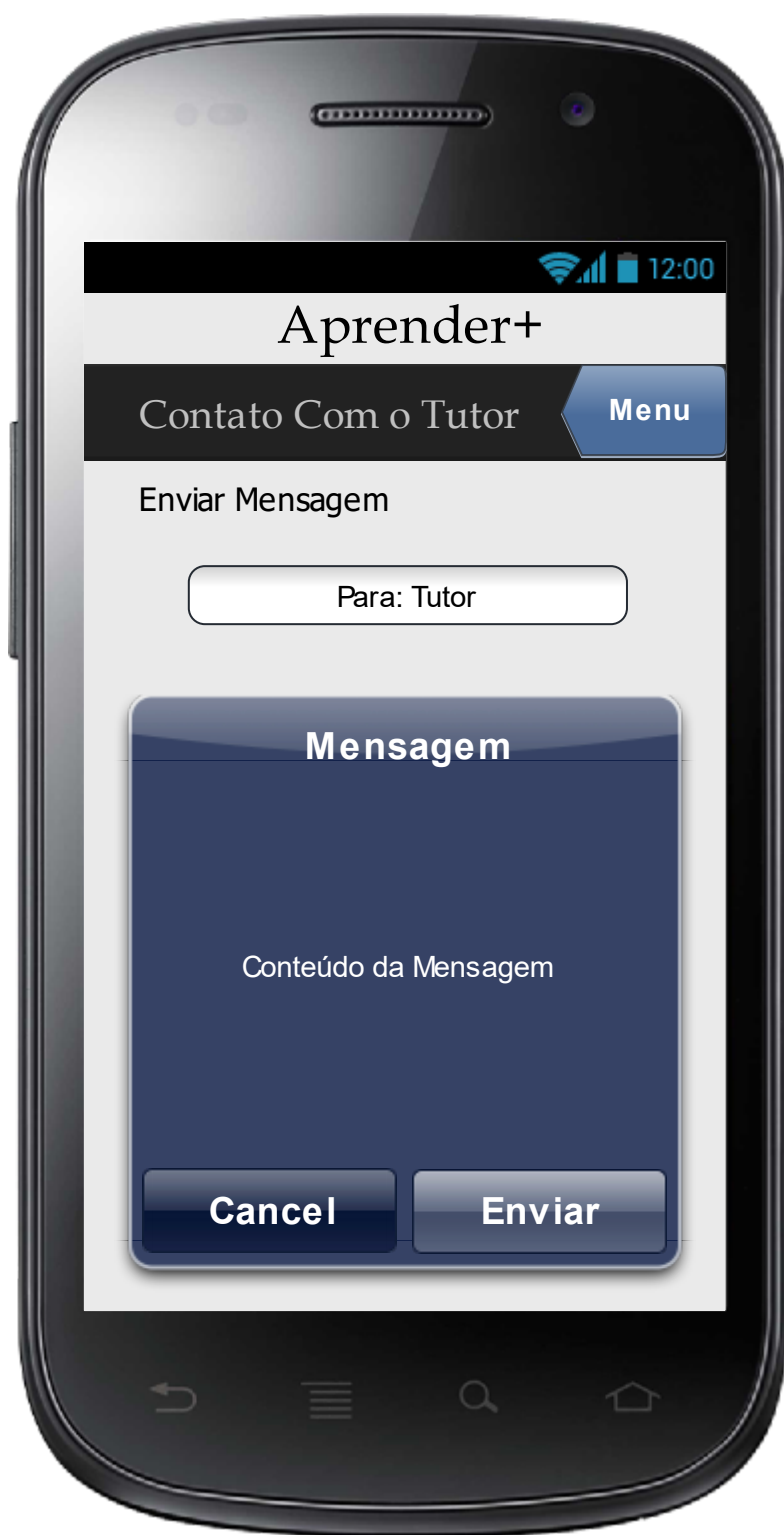 12:00
Aprender+
Contato Com o Tutor
Menu
Enviar Mensagem
Para: Tutor
Mensagem
Conteúdo da Mensagem
Cancel
Enviar